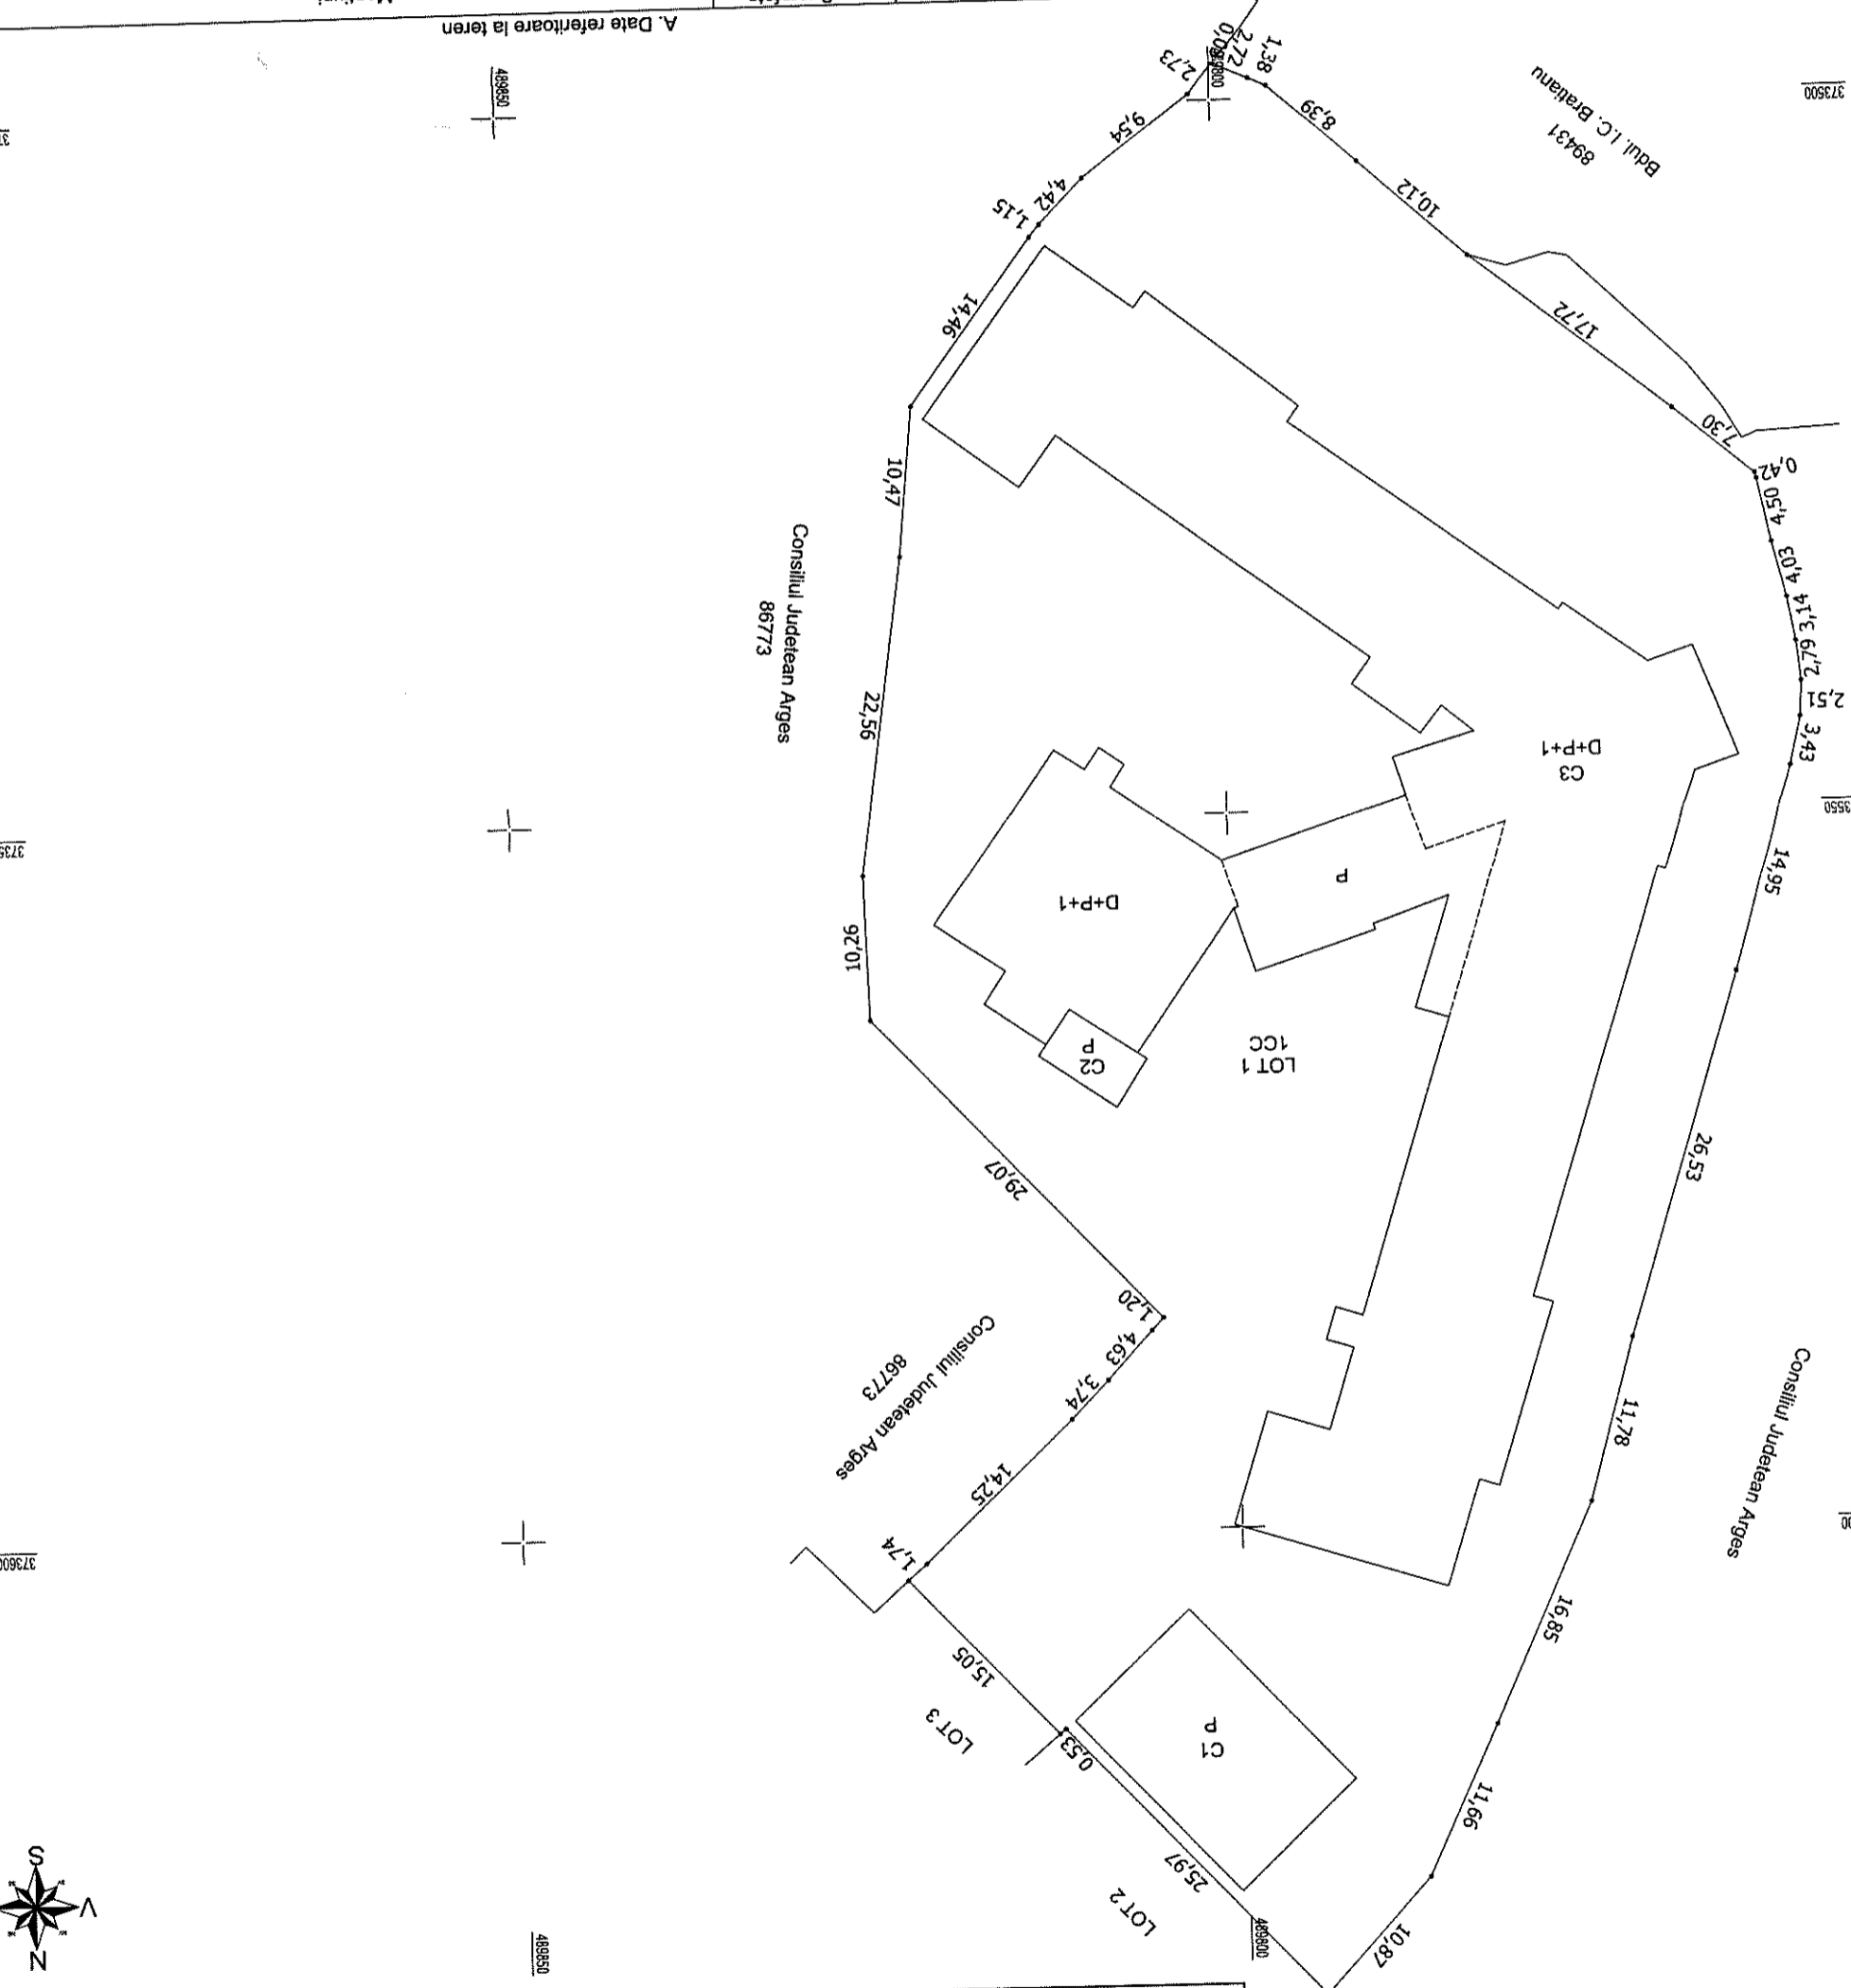 A. Date referitoare la teren
489850
489800
373500
Bdul. I.C. Bratianu
89431
2,73
2,72
1,38
8,39
10,12
17,72
7,30
0,42
4,50
4,03
3,14
2,79
2,51
3,43
14,95
26,53
11,78
16,85
11,66
10,87
25,97
0,53
15,05
1,74
14,25
3,74
4,63
1,20
29,07
10,26
22,56
10,47
14,46
1,15
4,42
9,54
Consiliul Judetean Arges
86773
C3
D+P+1
P
D+P+1
C2
P
LOT 1
1CC
Consiliul Judetean Arges
86773
Consiliul Judetean Arges
373600
LOT 3
C1
P
LOT 2
489850
489800
S
V
N